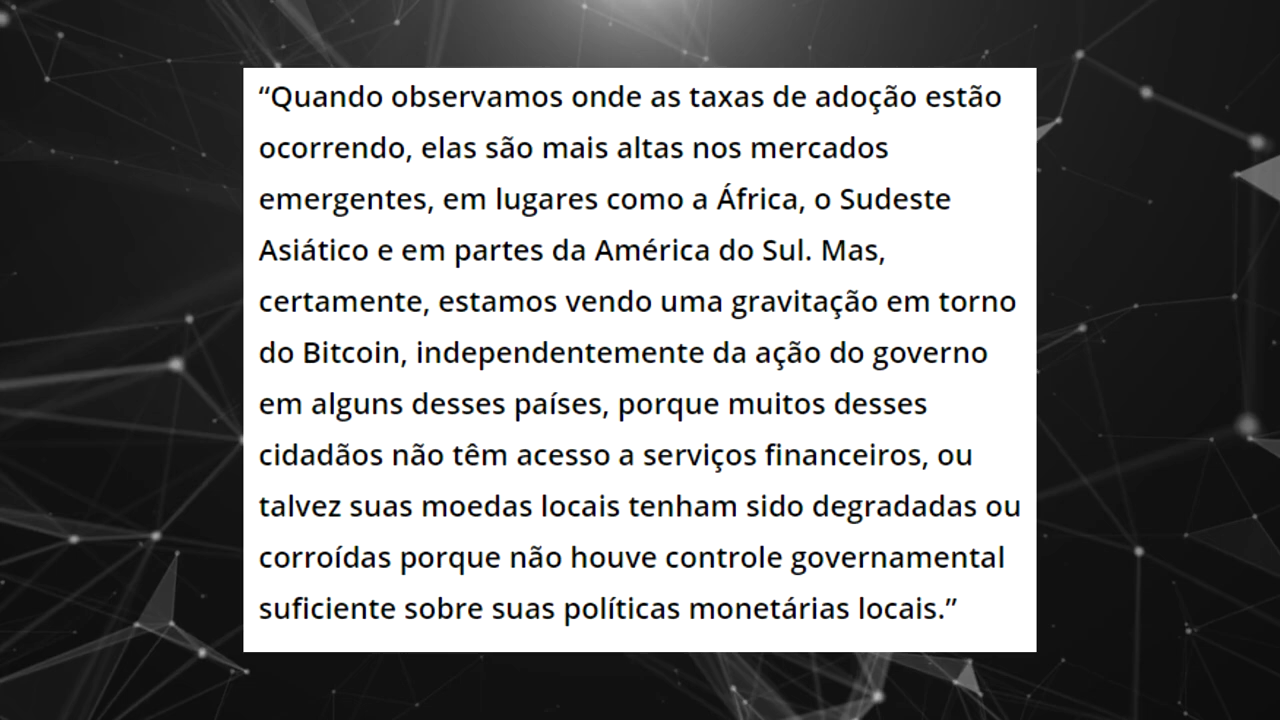 “Quando observamos onde as taxas de adoção estão
ocorrendo, elas são mais altas nos mercados
emergentes, em lugares como a África, o Sudeste
Asiático e em partes da América do Sul. Mas,
certamente, estamos vendo uma gravitação em torno
do Bitcoin, independentemente da ação do governo
em alguns desses países, porque muitos desses
cidadãos não têm acesso a serviços financeiros, ou
talvez suas moedas locais tenham sido degradadas ou
corroídas porque não houve controle governamental
suficiente sobre suas políticas monetárias locais.”